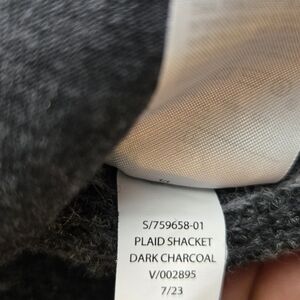 S/759658-01
PLAID SHACKET
DARK CHARCOAL
V/002895
7/23